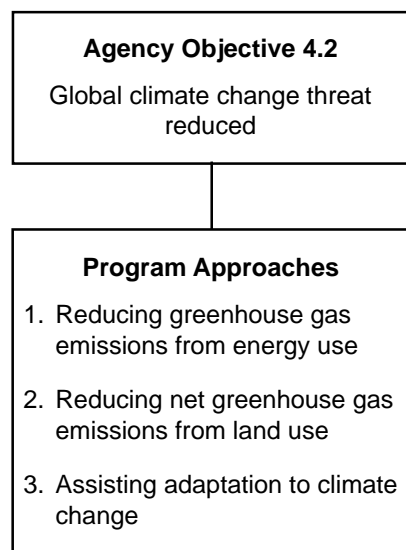 Agency Objective 4.2
Global climate change threat
reduced
Program Approaches
1. Reducing greenhouse gas
emissions from energy use
2. Reducing net greenhouse gas
emissions from land use
3. Assisting adaptation to climate
change